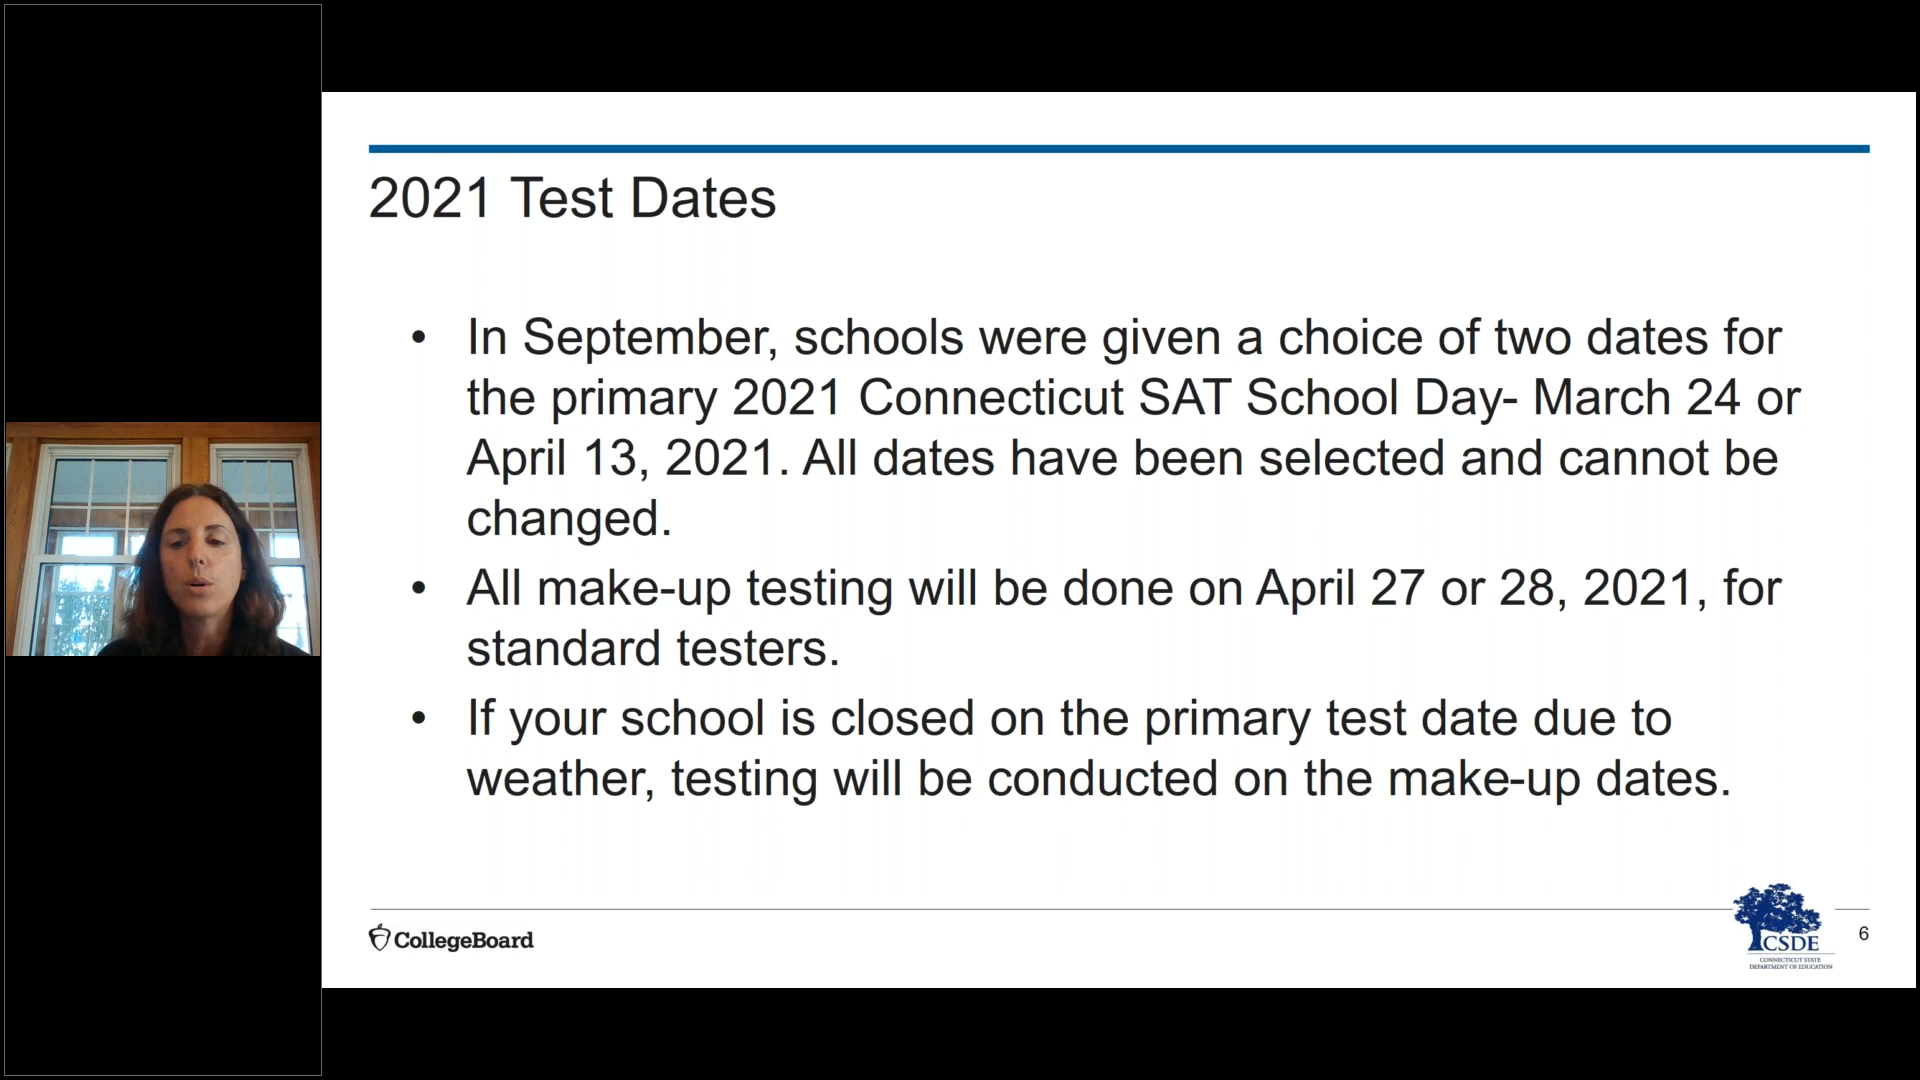 2021 Test Dates
• In September, schools were given a choice of two dates for
the primary 2021 Connecticut SAT School Day- March 24 or
April 13, 2021. All dates have been selected and cannot be
changed.
• All make-up testing will be done on April 27 or 28, 2021, for
standard testers.
• If your school is closed on the primary test date due to
weather, testing will be conducted on the make-up dates.
CollegeBoard
CSDE
CONNECTICUT STATE
DEPARTMENT OF EDUCATION
6